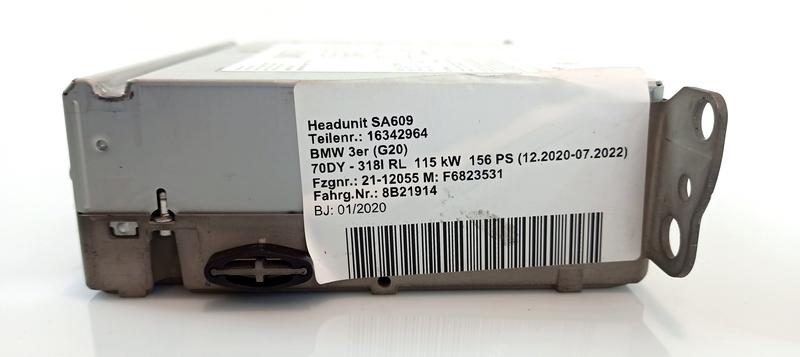 Headunit SA609
Teilenr.: 16342964
BMW 3er (G20)
70DY - 318I RL 115 kW 156 PS (12.2020-07.2022)
Fzgnr.: 21-12055 M: F6823531
Fahrg.Nr.: 8B21914
BJ: 01/2020